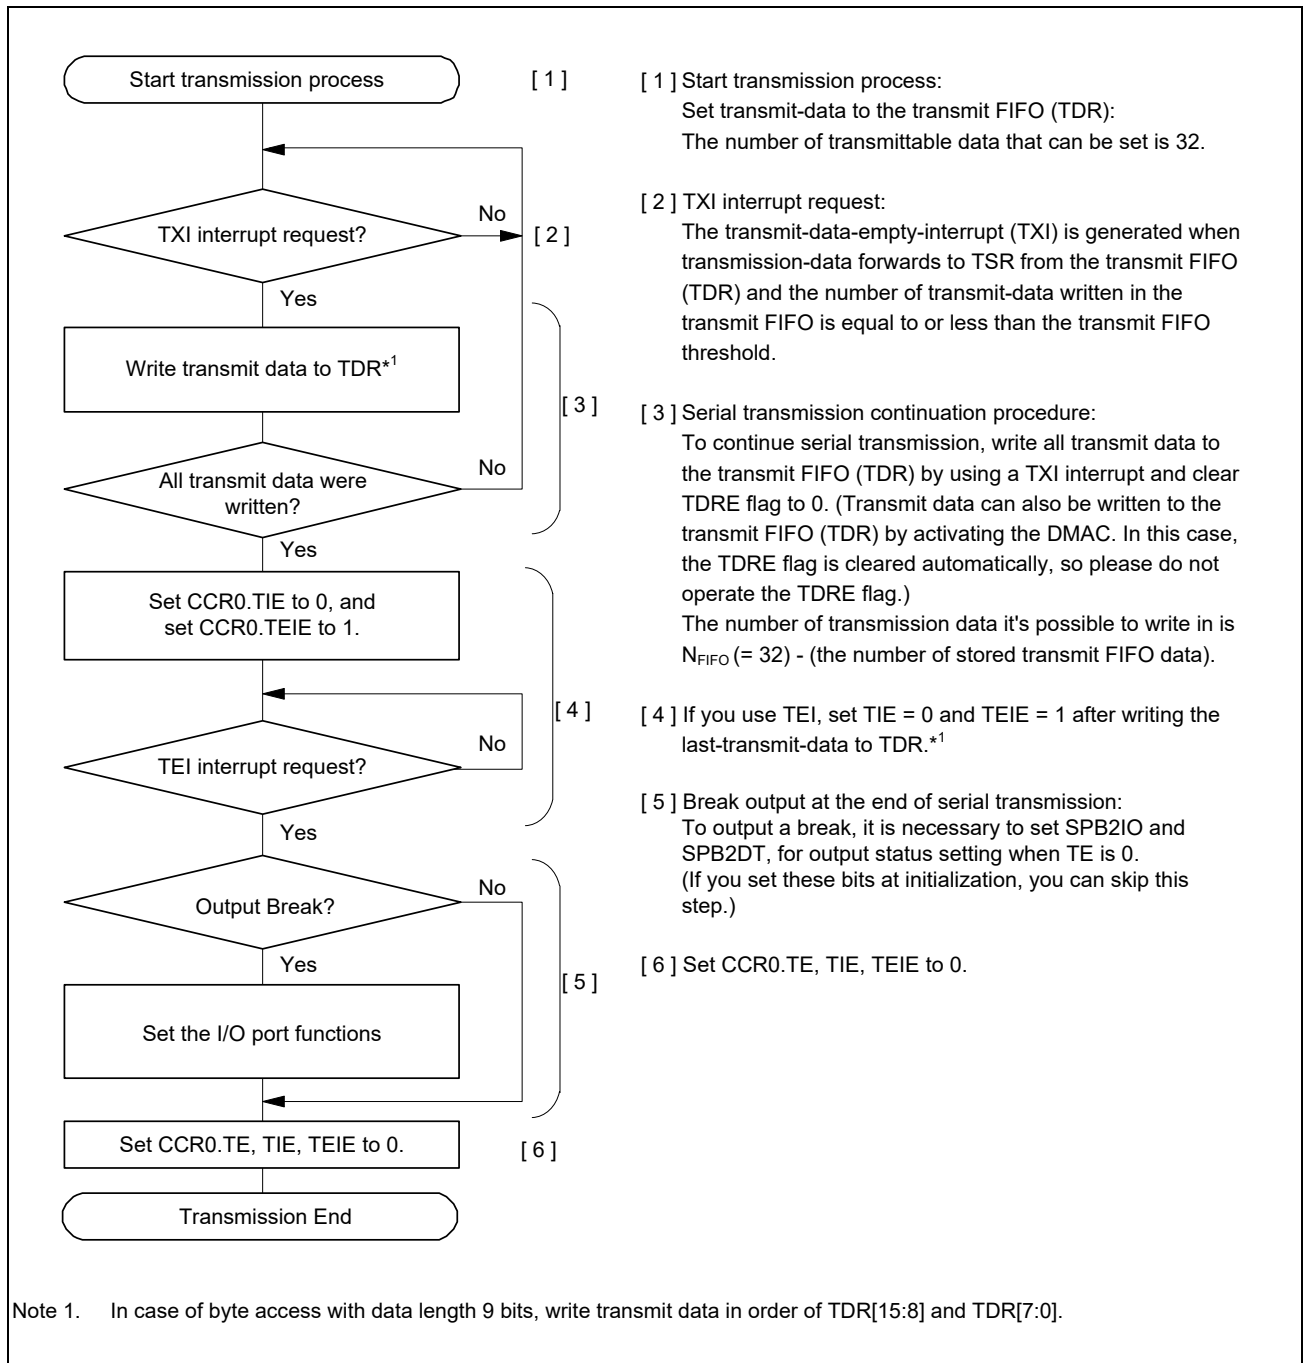 Start transmission process
[ 1 ]
TXI interrupt request?
No
[ 2 ]
Yes
Write transmit data to TDR*1
[ 3 ]
All transmit data were
written?
No
Yes
Set CCR0.TIE to 0, and
set CCR0.TEIE to 1.
[ 4 ]
TEI interrupt request?
No
Yes
Output Break?
No
Yes
[ 5 ]
Set the I/O port functions
Set CCR0.TE, TIE, TEIE to 0.
[ 6 ]
Transmission End
[ 1 ] Start transmission process:
Set transmit-data to the transmit FIFO (TDR):
The number of transmittable data that can be set is 32.
[ 2 ] TXI interrupt request:
The transmit-data-empty-interrupt (TXI) is generated when
transmission-data forwards to TSR from the transmit FIFO
(TDR) and the number of transmit-data written in the
transmit FIFO is equal to or less than the transmit FIFO
threshold.
[ 3 ] Serial transmission continuation procedure:
To continue serial transmission, write all transmit data to
the transmit FIFO (TDR) by using a TXI interrupt and clear
TDRE flag to 0. (Transmit data can also be written to the
transmit FIFO (TDR) by activating the DMAC. In this case,
the TDRE flag is cleared automatically, so please do not
operate the TDRE flag.)
The number of transmission data it's possible to write in is
NFIFO (= 32) - (the number of stored transmit FIFO data).
[ 4 ] If you use TEI, set TIE = 0 and TEIE = 1 after writing the
last-transmit-data to TDR.*1
[ 5 ] Break output at the end of serial transmission:
To output a break, it is necessary to set SPB2IO and
SPB2DT, for output status setting when TE is 0.
(If you set these bits at initialization, you can skip this
step.)
[ 6 ] Set CCR0.TE, TIE, TEIE to 0.
Note 1. In case of byte access with data length 9 bits, write transmit data in order of TDR[15:8] and TDR[7:0].